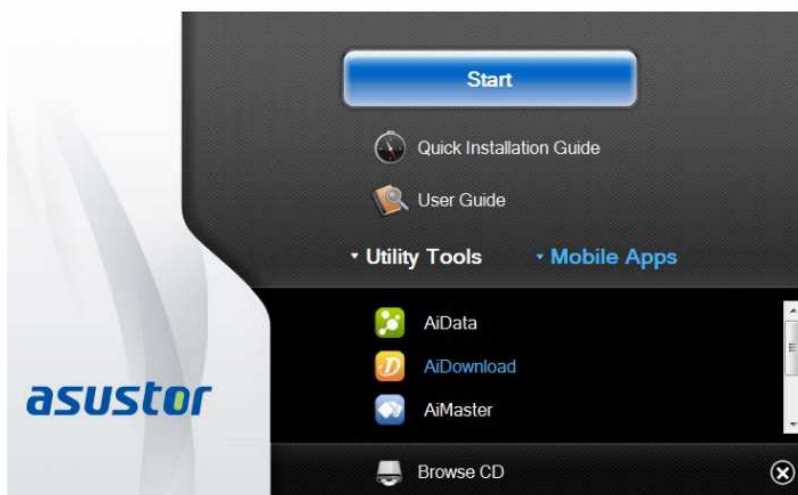 Start
Quick Installation Guide
User Guide
Utility Tools
Mobile Apps
AiData
AiDownload
AiMaster
asustor
Browse CD